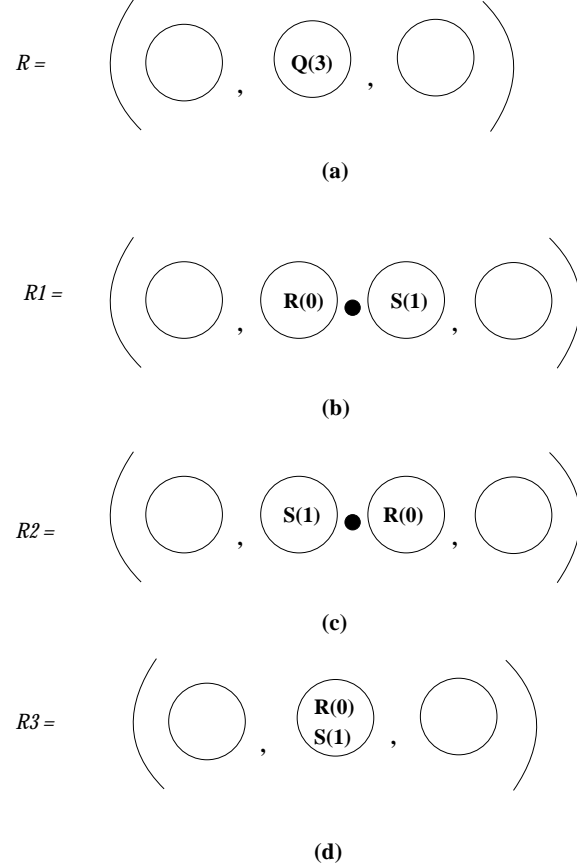 R = ( , Q(3) , )
(a)
R1 = ( , R(0) • S(1) , )
(b)
R2 = ( , S(1) • R(0) , )
(c)
R3 = ( , R(0) S(1) , )
(d)